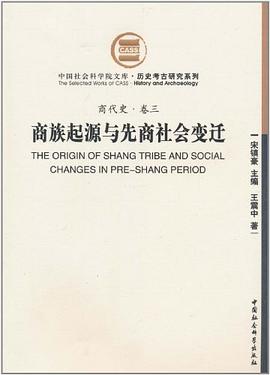 CASS
中国社会科学院文库·历史考古研究系列
The Selected Works of CASS · History and Archaeology
商代史·卷三
商族起源与先商社会变迁
THE ORIGIN OF SHANG TRIBE AND SOCIAL
CHANGES IN PRE-SHANG PERIOD
宋镇豪 主编 王震中 著
中国社会科学出版社